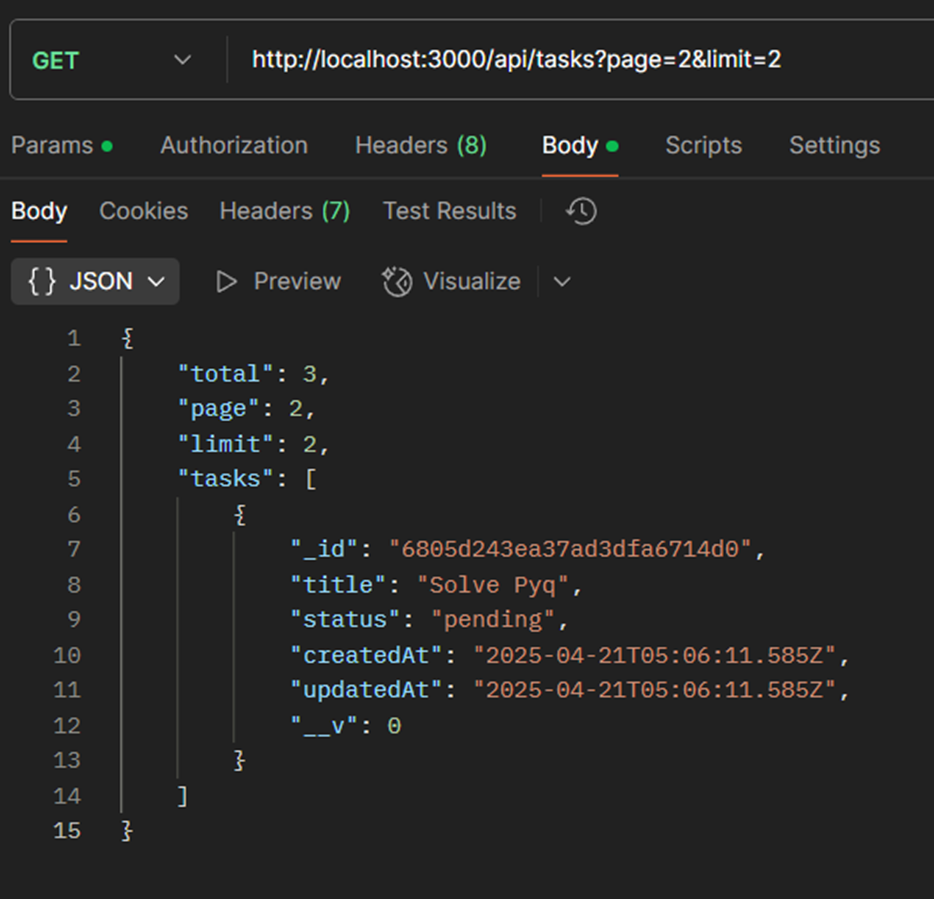 GET http://localhost:3000/api/tasks?page=2&limit=2
Params Authorization Headers (8) Body Scripts Settings
Body Cookies Headers (7) Test Results
{} JSON Preview Visualize
1 {
2 "total": 3,
3 "page": 2,
4 "limit": 2,
5 "tasks": [
6 {
7 "_id": "6805d243ea37ad3dfa6714d0",
8 "title": "Solve Pyq",
9 "status": "pending",
10 "createdAt": "2025-04-21T05:06:11.585Z",
11 "updatedAt": "2025-04-21T05:06:11.585Z",
12 "__v": 0
13 }
14 ]
15 }